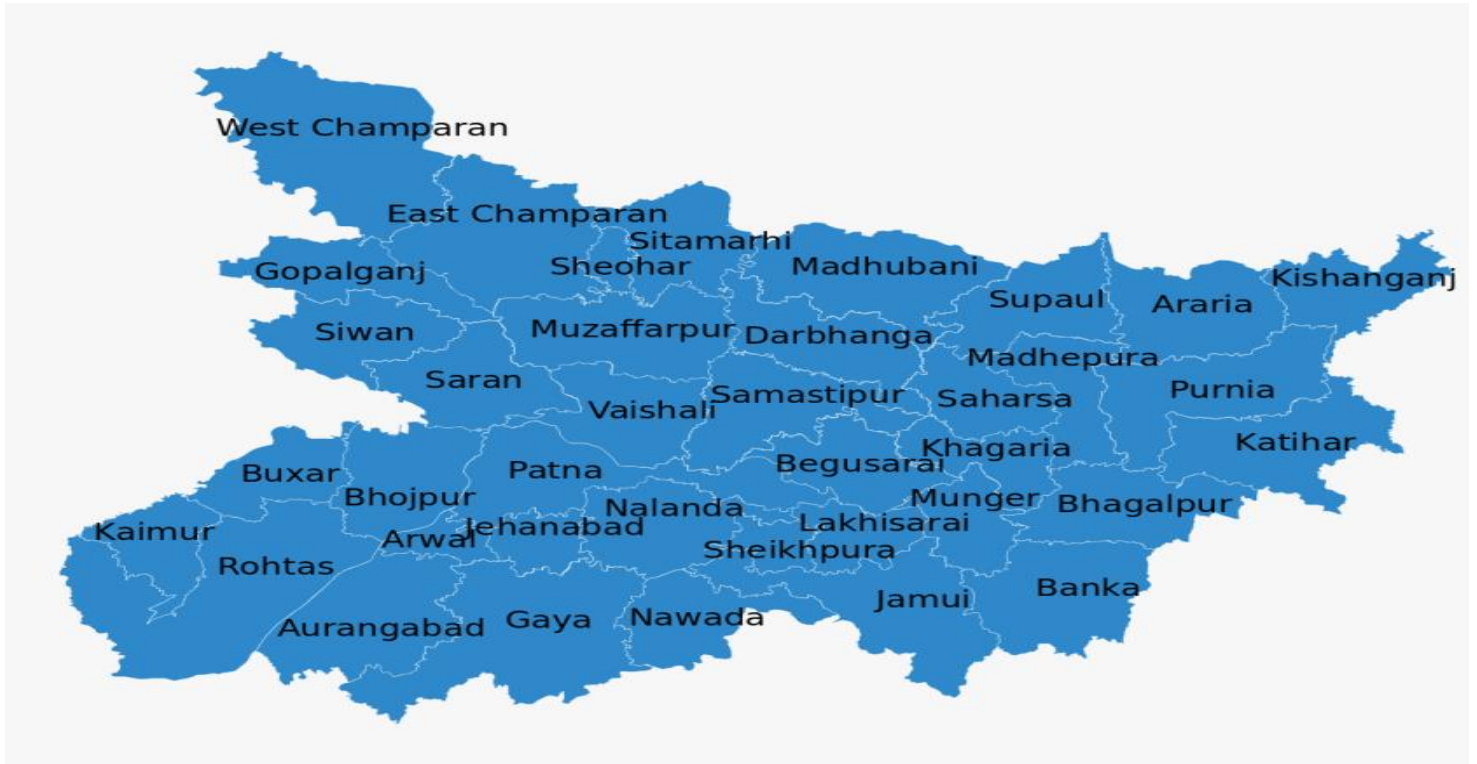 West Champaran
East Champaran
Sitamarhi
Sheohar
Madhubani
Gopalganj
Kishanganj
Supaul
Araria
Siwan
Muzaffarpur
Darbhanga
Madhepura
Saran
Purnia
Vaishali
Samastipur
Saharsa
Katihar
Khagaria
Buxar
Patna
Begusarai
Bhojpur
Munger
Bhagalpur
Nalanda
Kaimur
Arwal
Jehanabad
Lakhisarai
Sheikhpura
Rohtas
Banka
Jamui
Aurangabad
Gaya
Nawada